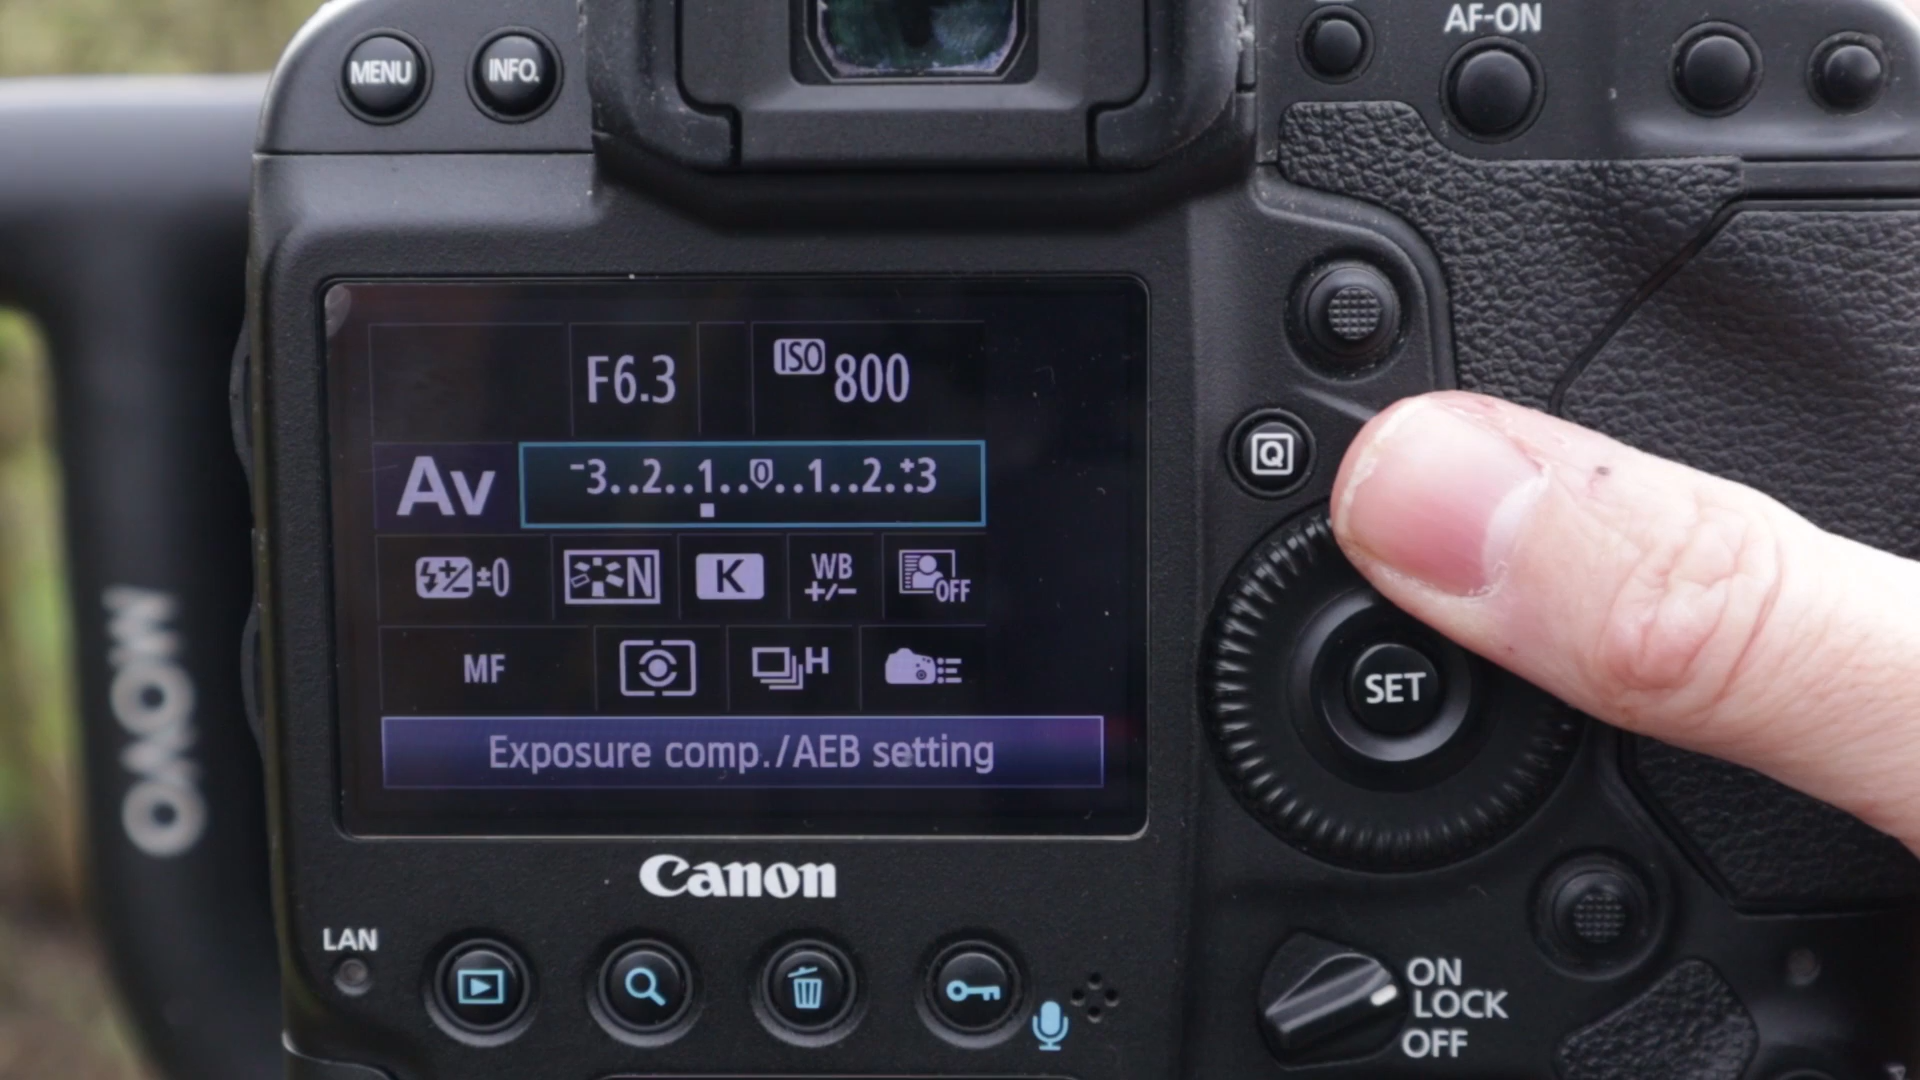 AF-ON
MENU
INFO.
F6.3
ISO 800
Q
Av
-3..2..1..0..1..2.:+3
±0
N
K
WB
+/-
OFF
SET
MF
H
Exposure comp./AEB setting
MOVO
Canon
LAN
ON
LOCK
OFF